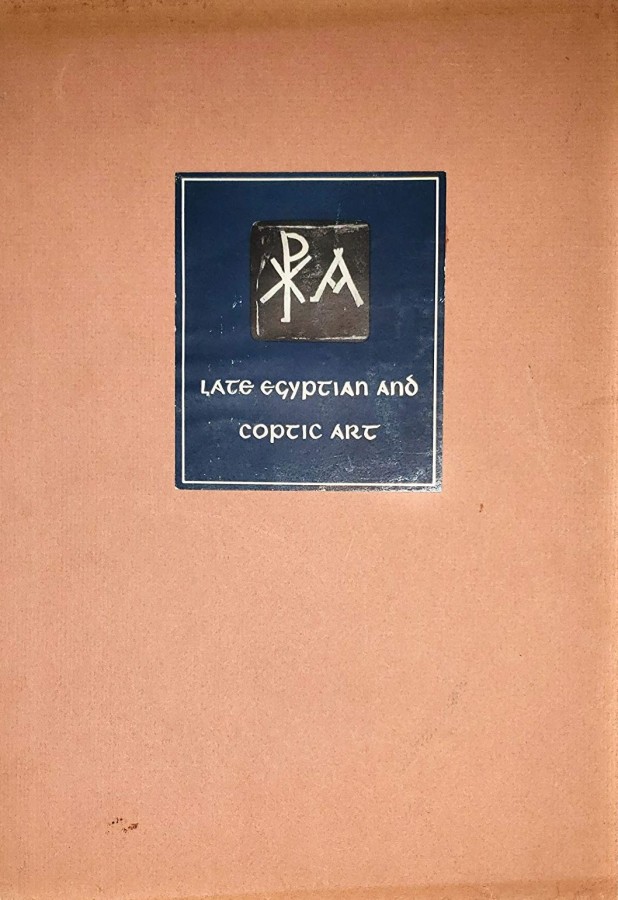 ⳩ A
LATE EGYPTIAN AND
COPTIC ART